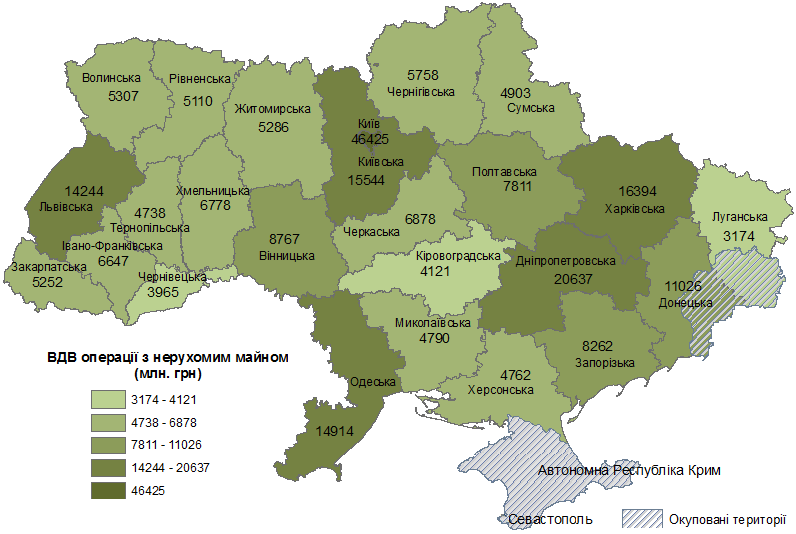 Волинська
5307
Рівненська
5110
Житомирська
5286
5758
Чернігівська
4903
Сумська
Київ
46425
Київська
15544
Полтавська
7811
16394
Харківська
Луганська
3174
14244
Львівська
4738
Тернопільська
Хмельницька
6778
Івано-Франківська
6647
Закарпатська
5252
Чернівецька
3965
8767
Вінницька
6878
Черкаська
Кіровоградська
4121
Дніпропетровська
20637
11026
Донецька
Миколаївська
4790
8262
Запорізька
4762
Херсонська
Одеська
14914
Автономна Республіка Крим
Севастополь
ВДВ операції з нерухомим майном
(млн. грн)
3174 - 4121
4738 - 6878
7811 - 11026
14244 - 20637
46425
Окуповані території